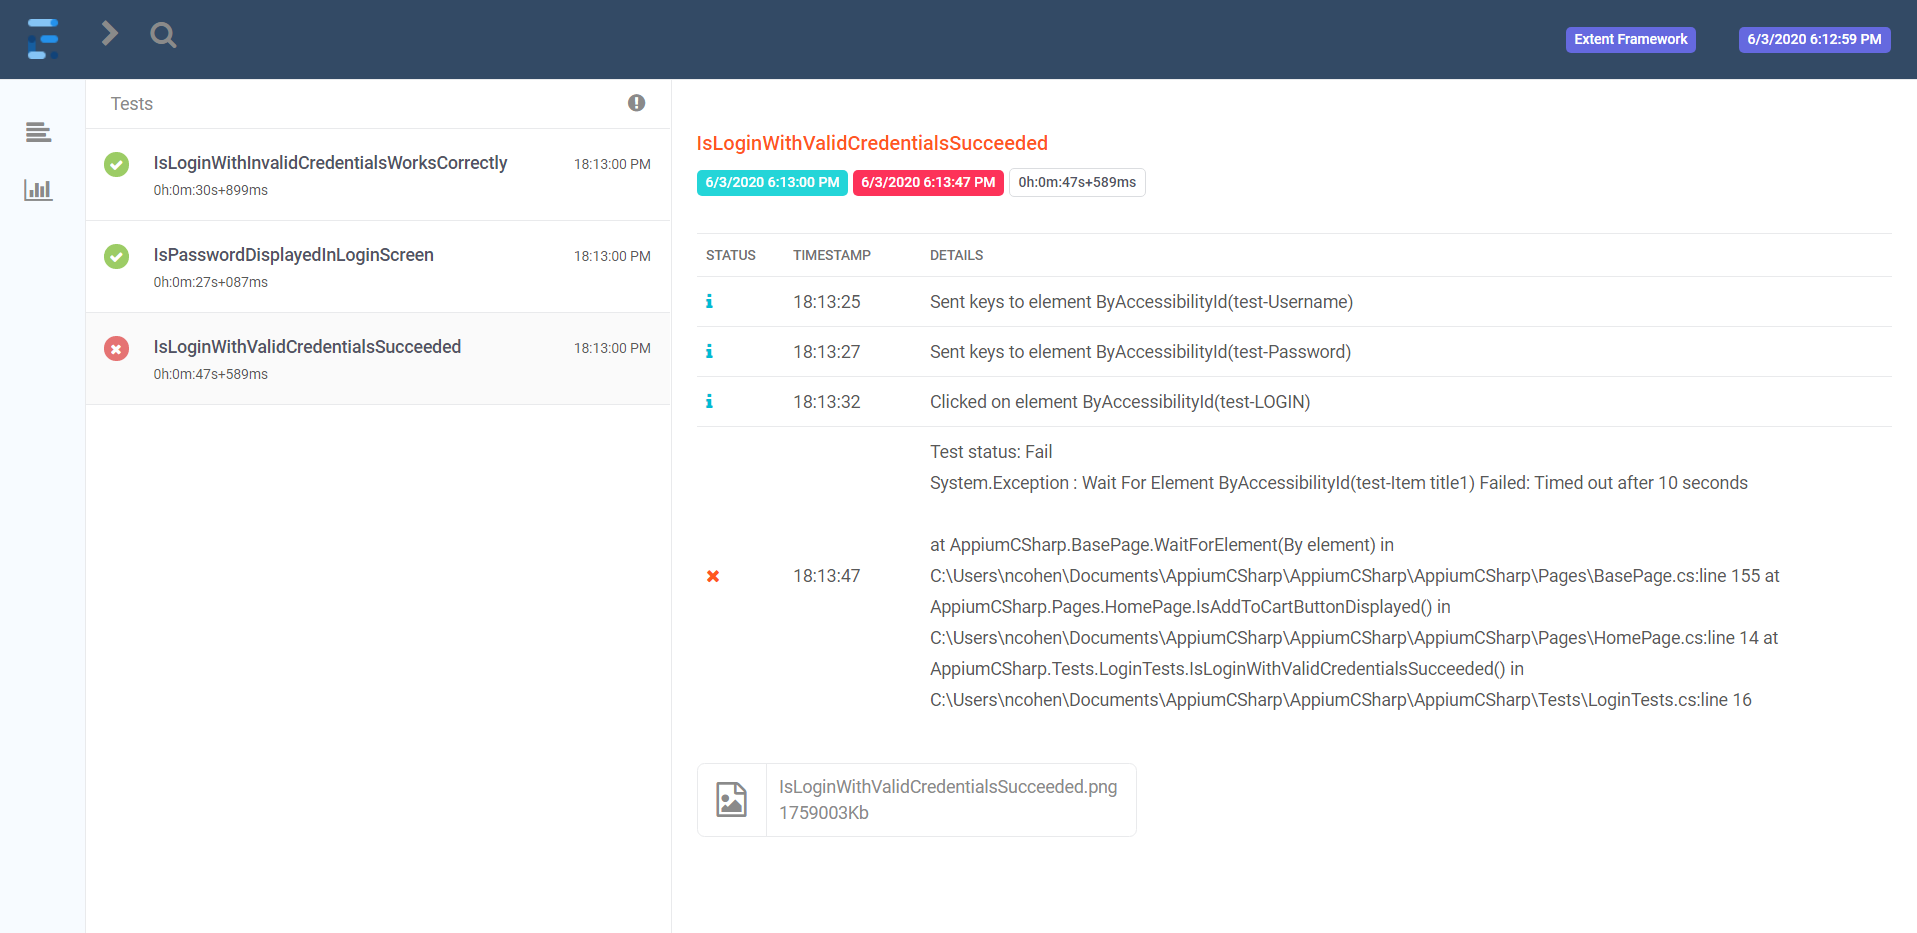 Extent Framework
6/3/2020 6:12:59 PM
Tests
IsLoginWithInvalidCredentialsWorksCorrectly
18:13:00 PM
0h:0m:30s+899ms
IsPasswordDisplayedInLoginScreen
18:13:00 PM
0h:0m:27s+087ms
IsLoginWithValidCredentialsSucceeded
18:13:00 PM
0h:0m:47s+589ms
IsLoginWithValidCredentialsSucceeded
6/3/2020 6:13:00 PM 6/3/2020 6:13:47 PM 0h:0m:47s+589ms
STATUS TIMESTAMP DETAILS
18:13:25 Sent keys to element ByAccessibilityId(test-Username)
18:13:27 Sent keys to element ByAccessibilityId(test-Password)
18:13:32 Clicked on element ByAccessibilityId(test-LOGIN)
18:13:47
Test status: Fail
System.Exception : Wait For Element ByAccessibilityId(test-Item title1) Failed: Timed out after 10 seconds
at AppiumCSharp.BasePage.WaitForElement(By element) in
C:\Users\ncohen\Documents\AppiumCSharp\AppiumCSharp\AppiumCSharp\Pages\BasePage.cs:line 155 at
AppiumCSharp.Pages.HomePage.IsAddToCartButtonDisplayed() in
C:\Users\ncohen\Documents\AppiumCSharp\AppiumCSharp\AppiumCSharp\Pages\HomePage.cs:line 14 at
AppiumCSharp.Tests.LoginTests.IsLoginWithValidCredentialsSucceeded() in
C:\Users\ncohen\Documents\AppiumCSharp\AppiumCSharp\AppiumCSharp\Tests\LoginTests.cs:line 16
IsLoginWithValidCredentialsSucceeded.png
1759003Kb